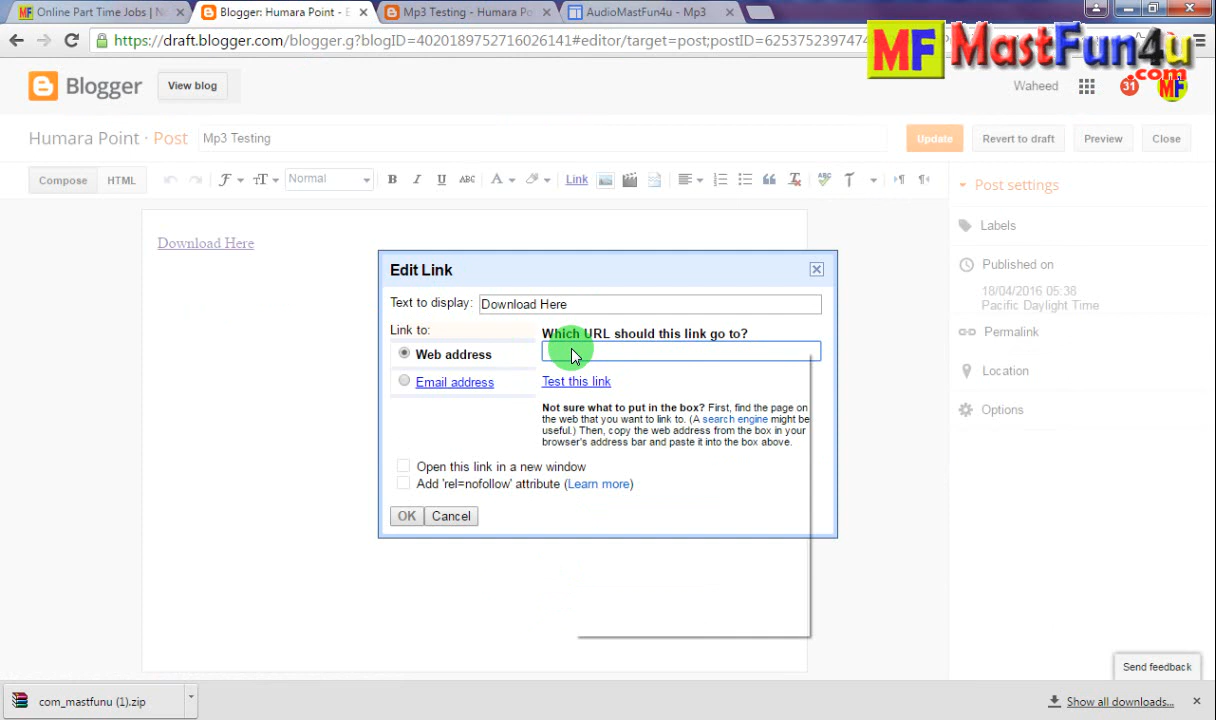 Online Part Time Jobs | N
Blogger: Humara Point - E
Mp3 Testing - Humara Po
AudioMastFun4u - Mp3
https://draft.blogger.com/blogger.g?blogID=4020189752716026141#editor/target=post;postID=62537523974
MF MastFun4u
.com
Blogger
View blog
Waheed
31
MF
Humara Point · Post
Mp3 Testing
Update
Revert to draft
Preview
Close
Compose
HTML
Normal
B
I
U
ABC
A
Link
Post settings
Labels
Published on
18/04/2016 05:38
Pacific Daylight Time
Permalink
Location
Options
Download Here
Edit Link
Text to display: Download Here
Link to:
Web address
Email address
Which URL should this link go to?
Test this link
Not sure what to put in the box? First, find the page on
the web that you want to link to. (A search engine might be
useful.) Then, copy the web address from the box in your
browser's address bar and paste it into the box above.
Open this link in a new window
Add 'rel=nofollow' attribute (Learn more)
OK
Cancel
Send feedback
com_mastfunu (1).zip
Show all downloads...